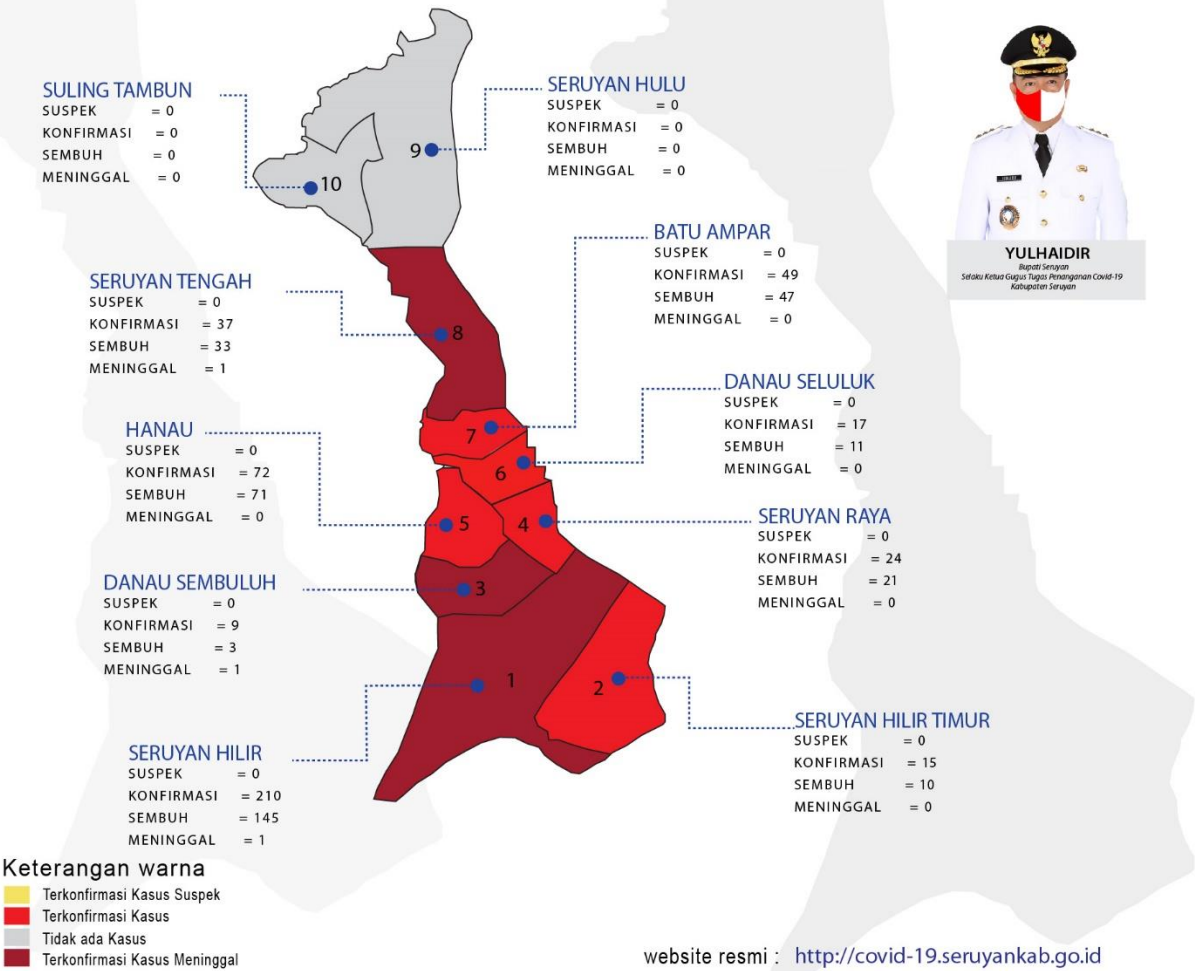 SULING TAMBUN
SUSPEK = 0
KONFIRMASI = 0
SEMBUH = 0
MENINGGAL = 0
SERUYAN HULU
SUSPEK = 0
KONFIRMASI = 0
SEMBUH = 0
MENINGGAL = 0
YULHAIDIR
Bupati Seruyan
Selaku Ketua Gugus Tugas Penanganan Covid-19
Kabupaten Seruyan
BATU AMPAR
SUSPEK = 0
KONFIRMASI = 49
SEMBUH = 47
MENINGGAL = 0
SERUYAN TENGAH
SUSPEK = 0
KONFIRMASI = 37
SEMBUH = 33
MENINGGAL = 1
DANAU SELULUK
SUSPEK = 0
KONFIRMASI = 17
SEMBUH = 11
MENINGGAL = 0
HANAU
SUSPEK = 0
KONFIRMASI = 72
SEMBUH = 71
MENINGGAL = 0
SERUYAN RAYA
SUSPEK = 0
KONFIRMASI = 24
SEMBUH = 21
MENINGGAL = 0
DANAU SEMBULUH
SUSPEK = 0
KONFIRMASI = 9
SEMBUH = 3
MENINGGAL = 1
SERUYAN HILIR TIMUR
SUSPEK = 0
KONFIRMASI = 15
SEMBUH = 10
MENINGGAL = 0
SERUYAN HILIR
SUSPEK = 0
KONFIRMASI = 210
SEMBUH = 145
MENINGGAL = 1
9
10
8
7
6
5
4
3
1
2
Keterangan warna
Terkonfirmasi Kasus Suspek
Terkonfirmasi Kasus
Tidak ada Kasus
Terkonfirmasi Kasus Meninggal
website resmi : http://covid-19.seruyankab.go.id